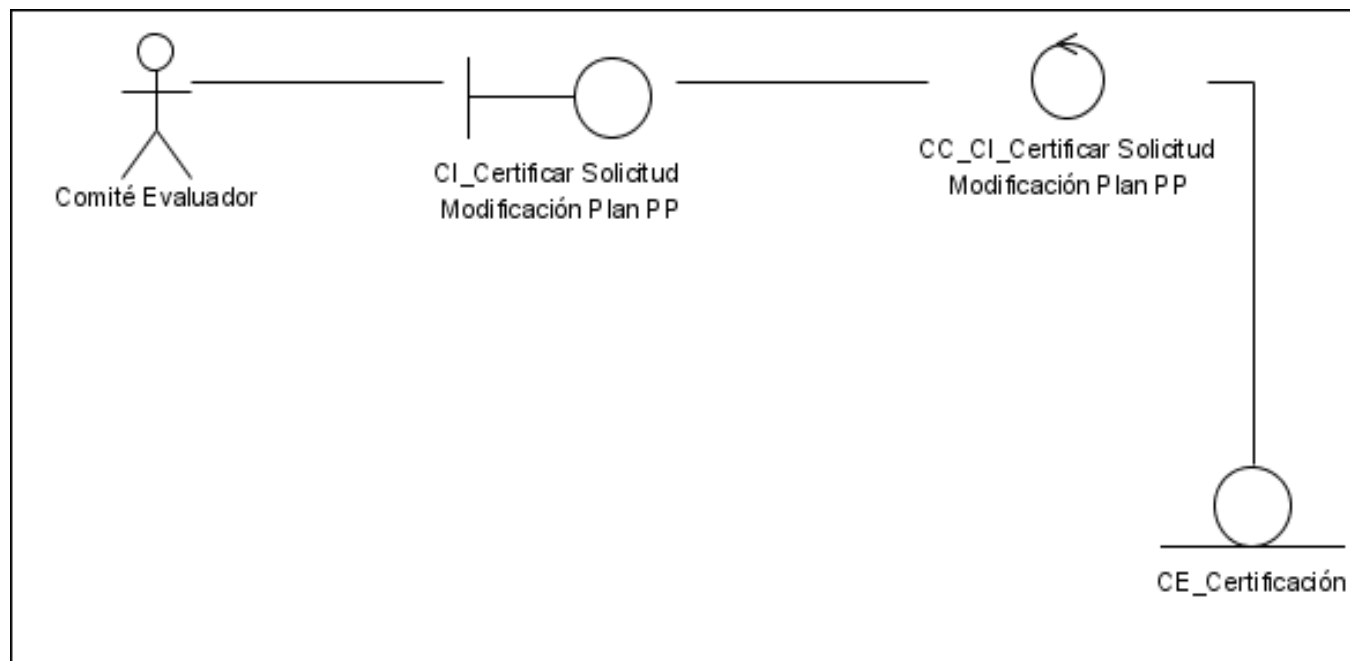 Comité Evaluador
CI_Certificar Solicitud
Modificación Plan PP
CC_CI_Certificar Solicitud
Modificación Plan PP
CE_Certificación